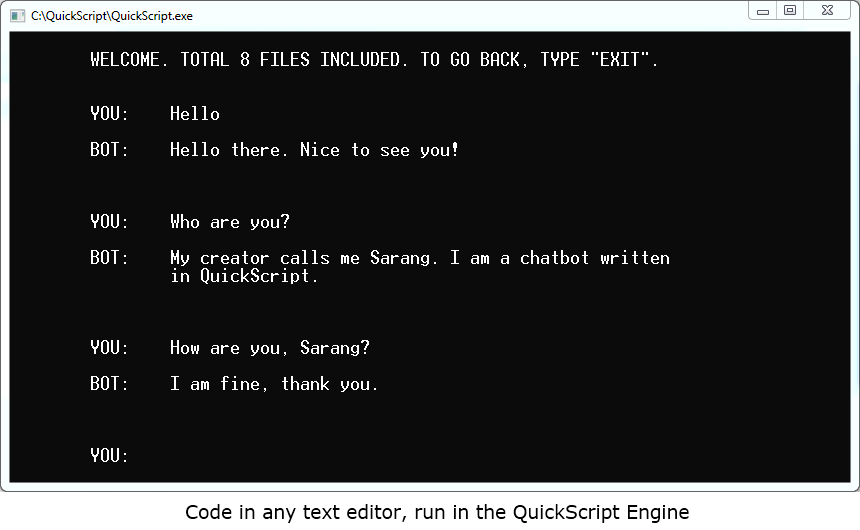 C:\QuickScript\QuickScript.exe
WELCOME. TOTAL 8 FILES INCLUDED. TO GO BACK, TYPE "EXIT".
YOU: Hello
BOT: Hello there. Nice to see you!
YOU: Who are you?
BOT: My creator calls me Sarang. I am a chatbot written
in QuickScript.
YOU: How are you, Sarang?
BOT: I am fine, thank you.
YOU:
Code in any text editor, run in the QuickScript Engine